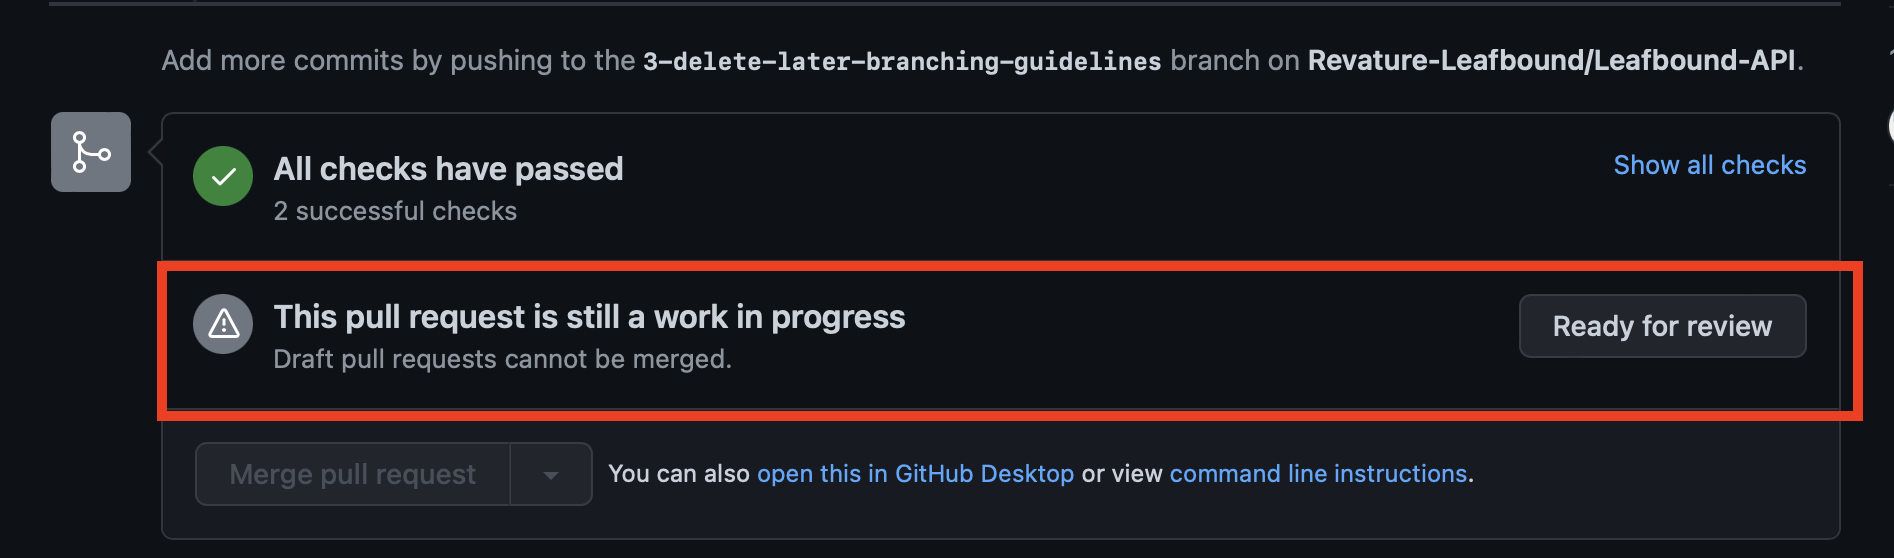 Add more commits by pushing to the 3-delete-later-branching-guidelines branch on Revature-Leafbound/Leafbound-API.
All checks have passed
Show all checks
2 successful checks
This pull request is still a work in progress
Ready for review
Draft pull requests cannot be merged.
Merge pull request
You can also open this in GitHub Desktop or view command line instructions.